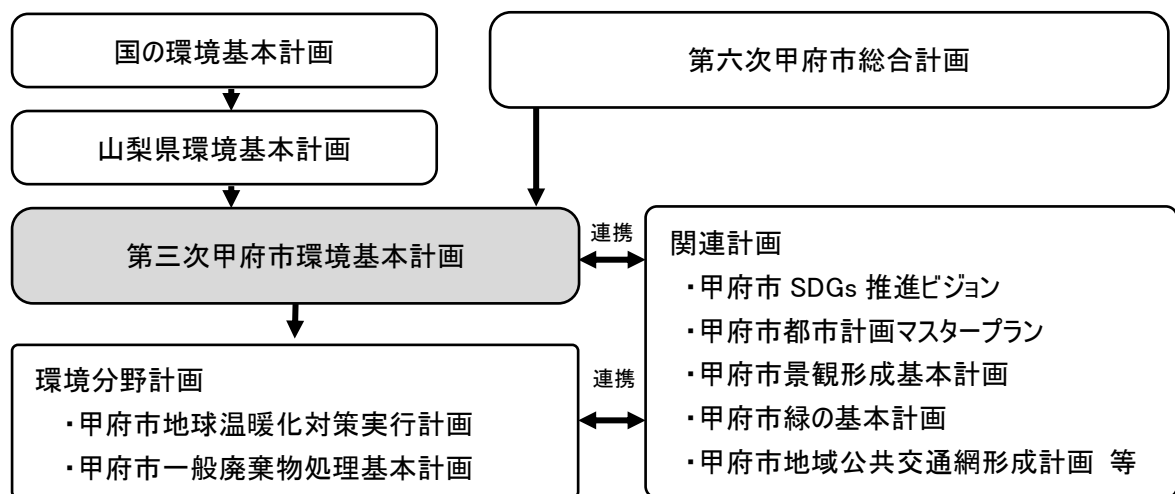 国の環境基本計画
第六次甲府市総合計画
山梨県環境基本計画
第三次甲府市環境基本計画
連携
関連計画
・甲府市 SDGs 推進ビジョン
・甲府市都市計画マスタープラン
・甲府市景観形成基本計画
・甲府市緑の基本計画
・甲府市地域公共交通網形成計画 等
環境分野計画
・甲府市地球温暖化対策実行計画
・甲府市一般廃棄物処理基本計画
連携